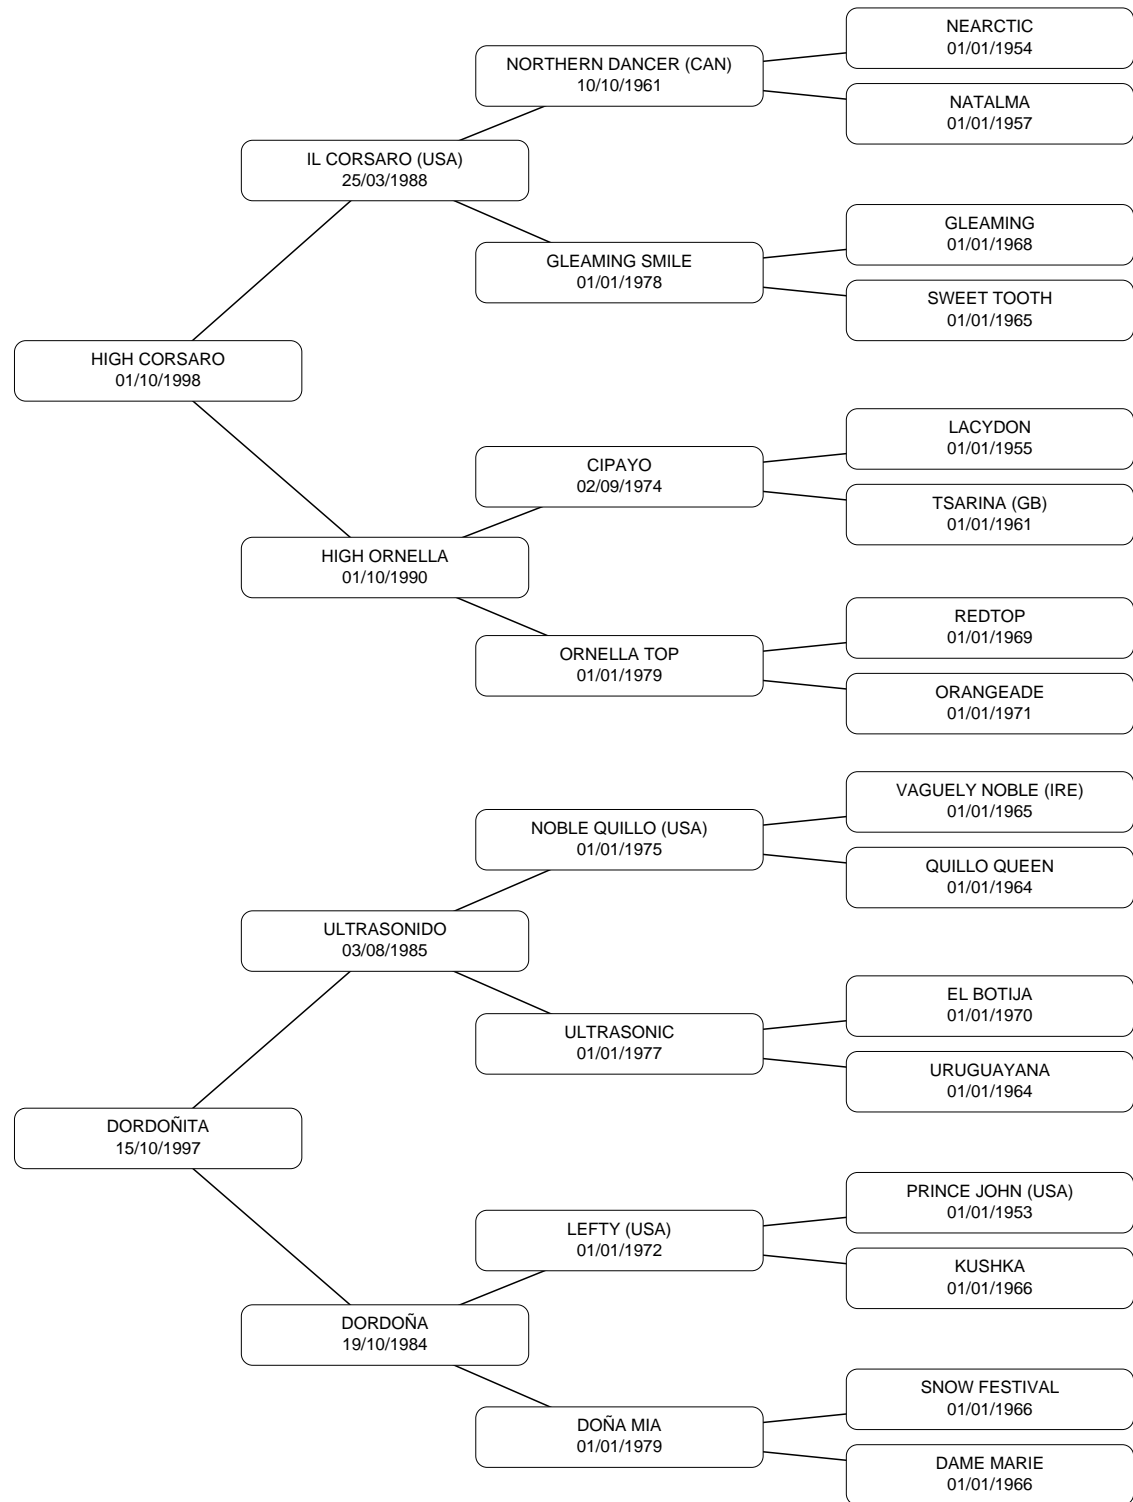 NEARCTIC
01/01/1954
NORTHERN DANCER (CAN)
10/10/1961
NATALMA
01/01/1957
IL CORSARO (USA)
25/03/1988
GLEAMING
01/01/1968
GLEAMING SMILE
01/01/1978
SWEET TOOTH
01/01/1965
HIGH CORSARO
01/10/1998
LACYDON
01/01/1955
CIPAYO
02/09/1974
TSARINA (GB)
01/01/1961
HIGH ORNELLA
01/10/1990
REDTOP
01/01/1969
ORNELLA TOP
01/01/1979
ORANGEADE
01/01/1971
VAGUELY NOBLE (IRE)
01/01/1965
NOBLE QUILLO (USA)
01/01/1975
QUILLO QUEEN
01/01/1964
ULTRASONIDO
03/08/1985
EL BOTIJA
01/01/1970
ULTRASONIC
01/01/1977
URUGUAYANA
01/01/1964
DORDOÑITA
15/10/1997
PRINCE JOHN (USA)
01/01/1953
LEFTY (USA)
01/01/1972
KUSHKA
01/01/1966
DORDOÑA
19/10/1984
SNOW FESTIVAL
01/01/1966
DOÑA MIA
01/01/1979
DAME MARIE
01/01/1966